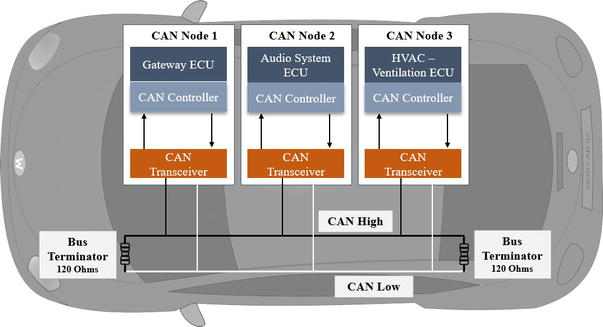 CAN Node 1
Gateway ECU
CAN Controller
CAN
Transceiver
CAN Node 2
Audio System
ECU
CAN Controller
CAN
Transceiver
CAN Node 3
HVAC –
Ventilation ECU
CAN Controller
CAN
Transceiver
CAN High
Bus
Terminator
120 Ohms
Bus
Terminator
120 Ohms
CAN Low